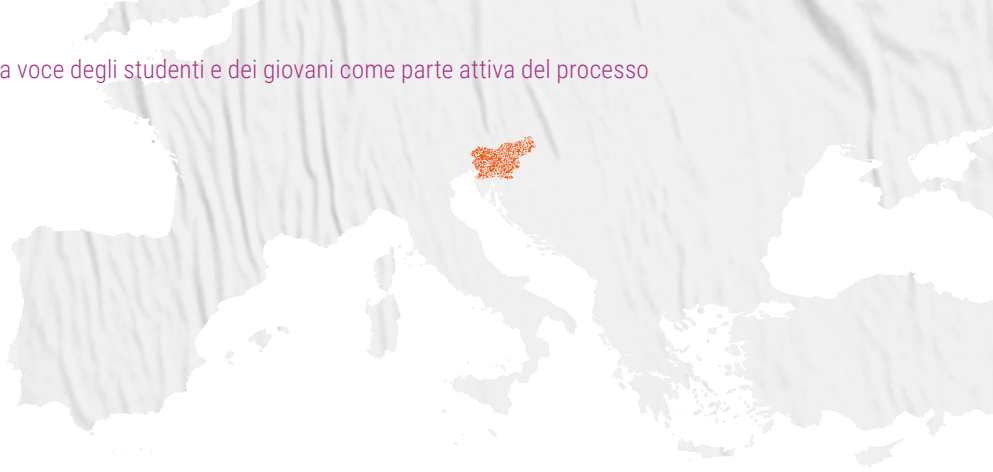 a voce degli studenti e dei giovani come parte attiva del processo